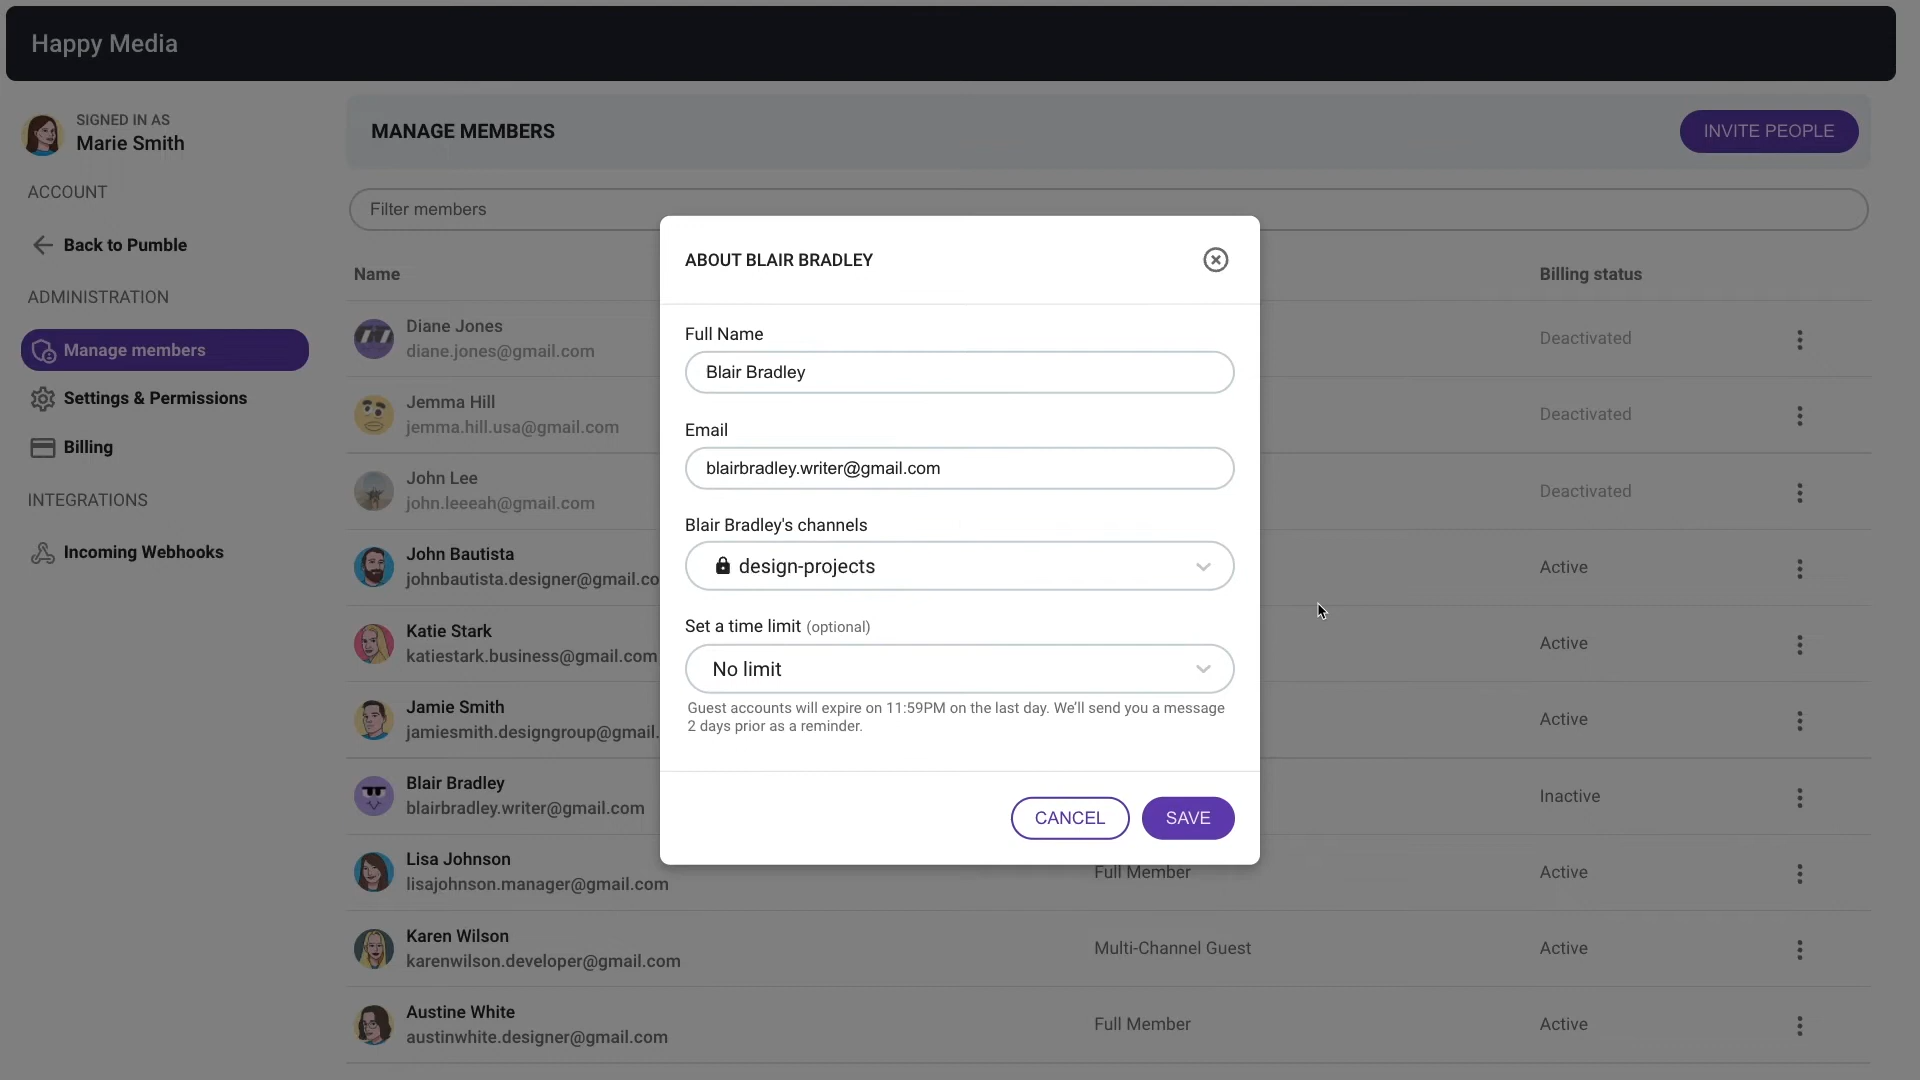 Happy Media
SIGNED IN AS
Marie Smith
ACCOUNT
Back to Pumble
ADMINISTRATION
Manage members
Settings & Permissions
Billing
INTEGRATIONS
Incoming Webhooks
MANAGE MEMBERS
INVITE PEOPLE
Filter members
Name
Billing status
Diane Jones
diane.jones@gmail.com
Deactivated
Jemma Hill
jemma.hill.usa@gmail.com
Deactivated
John Lee
john.leeeah@gmail.com
Deactivated
John Bautista
johnbautista.designer@gmail.co
Active
Katie Stark
katiestark.business@gmail.com
Active
Jamie Smith
jamiesmith.designgroup@gmail.
Active
Blair Bradley
blairbradley.writer@gmail.com
Inactive
Lisa Johnson
lisajohnson.manager@gmail.com
Full Member
Active
Karen Wilson
karenwilson.developer@gmail.com
Multi-Channel Guest
Active
Austine White
austinwhite.designer@gmail.com
Full Member
Active
ABOUT BLAIR BRADLEY
Full Name
Blair Bradley
Email
blairbradley.writer@gmail.com
Blair Bradley's channels
design-projects
Set a time limit (optional)
No limit
Guest accounts will expire on 11:59PM on the last day. We'll send you a message
2 days prior as a reminder.
CANCEL
SAVE